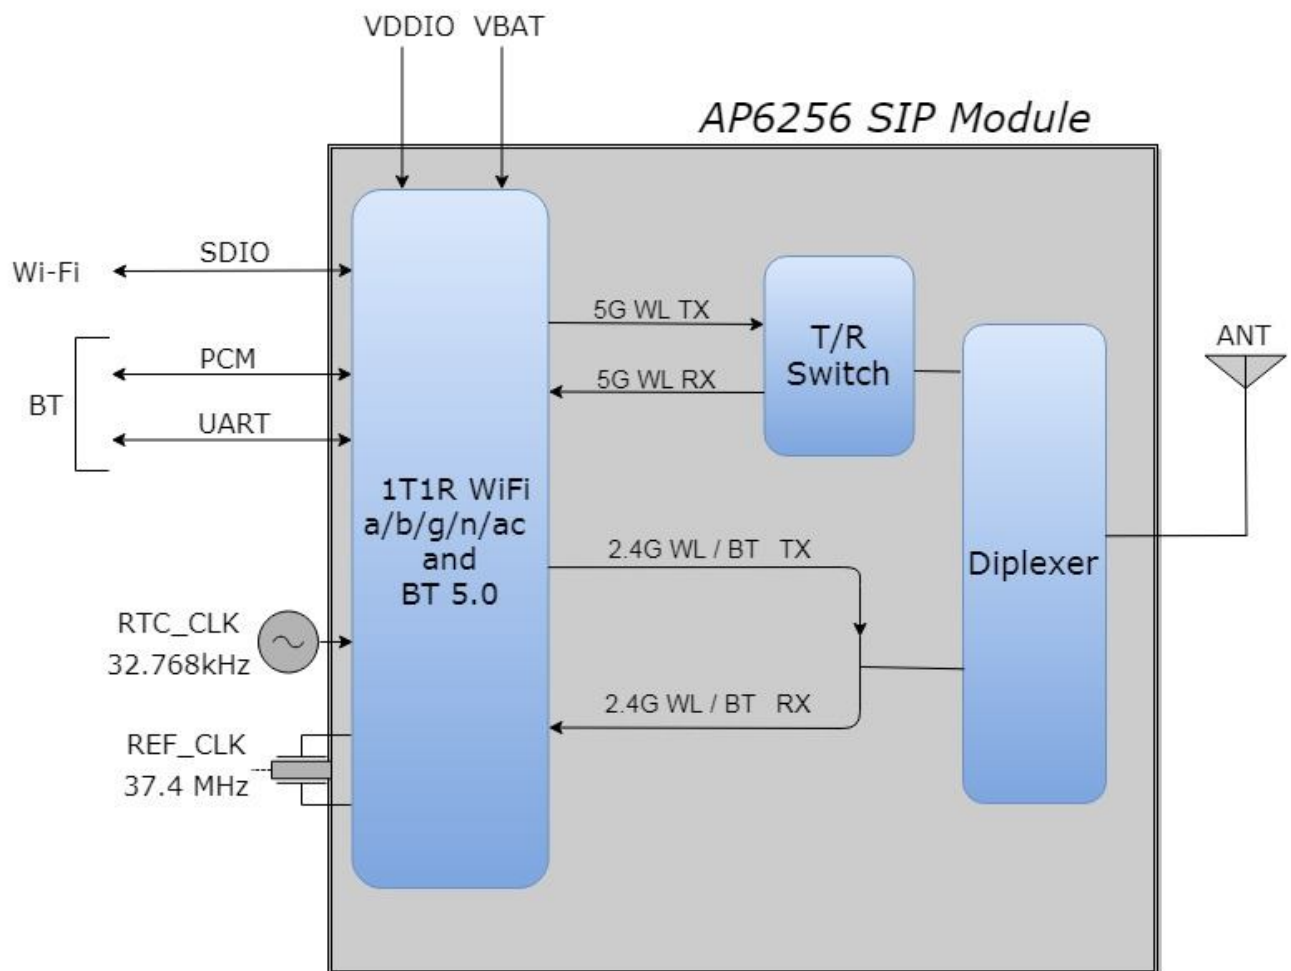 VDDIO VBAT
AP6256 SIP Module
Wi-Fi
SDIO
BT
PCM
UART
5G WL TX
5G WL RX
T/R
Switch
ANT
1T1R WiFi
a/b/g/n/ac
and
BT 5.0
2.4G WL / BT TX
2.4G WL / BT RX
Diplexer
RTC_CLK
32.768kHz
REF_CLK
37.4 MHz